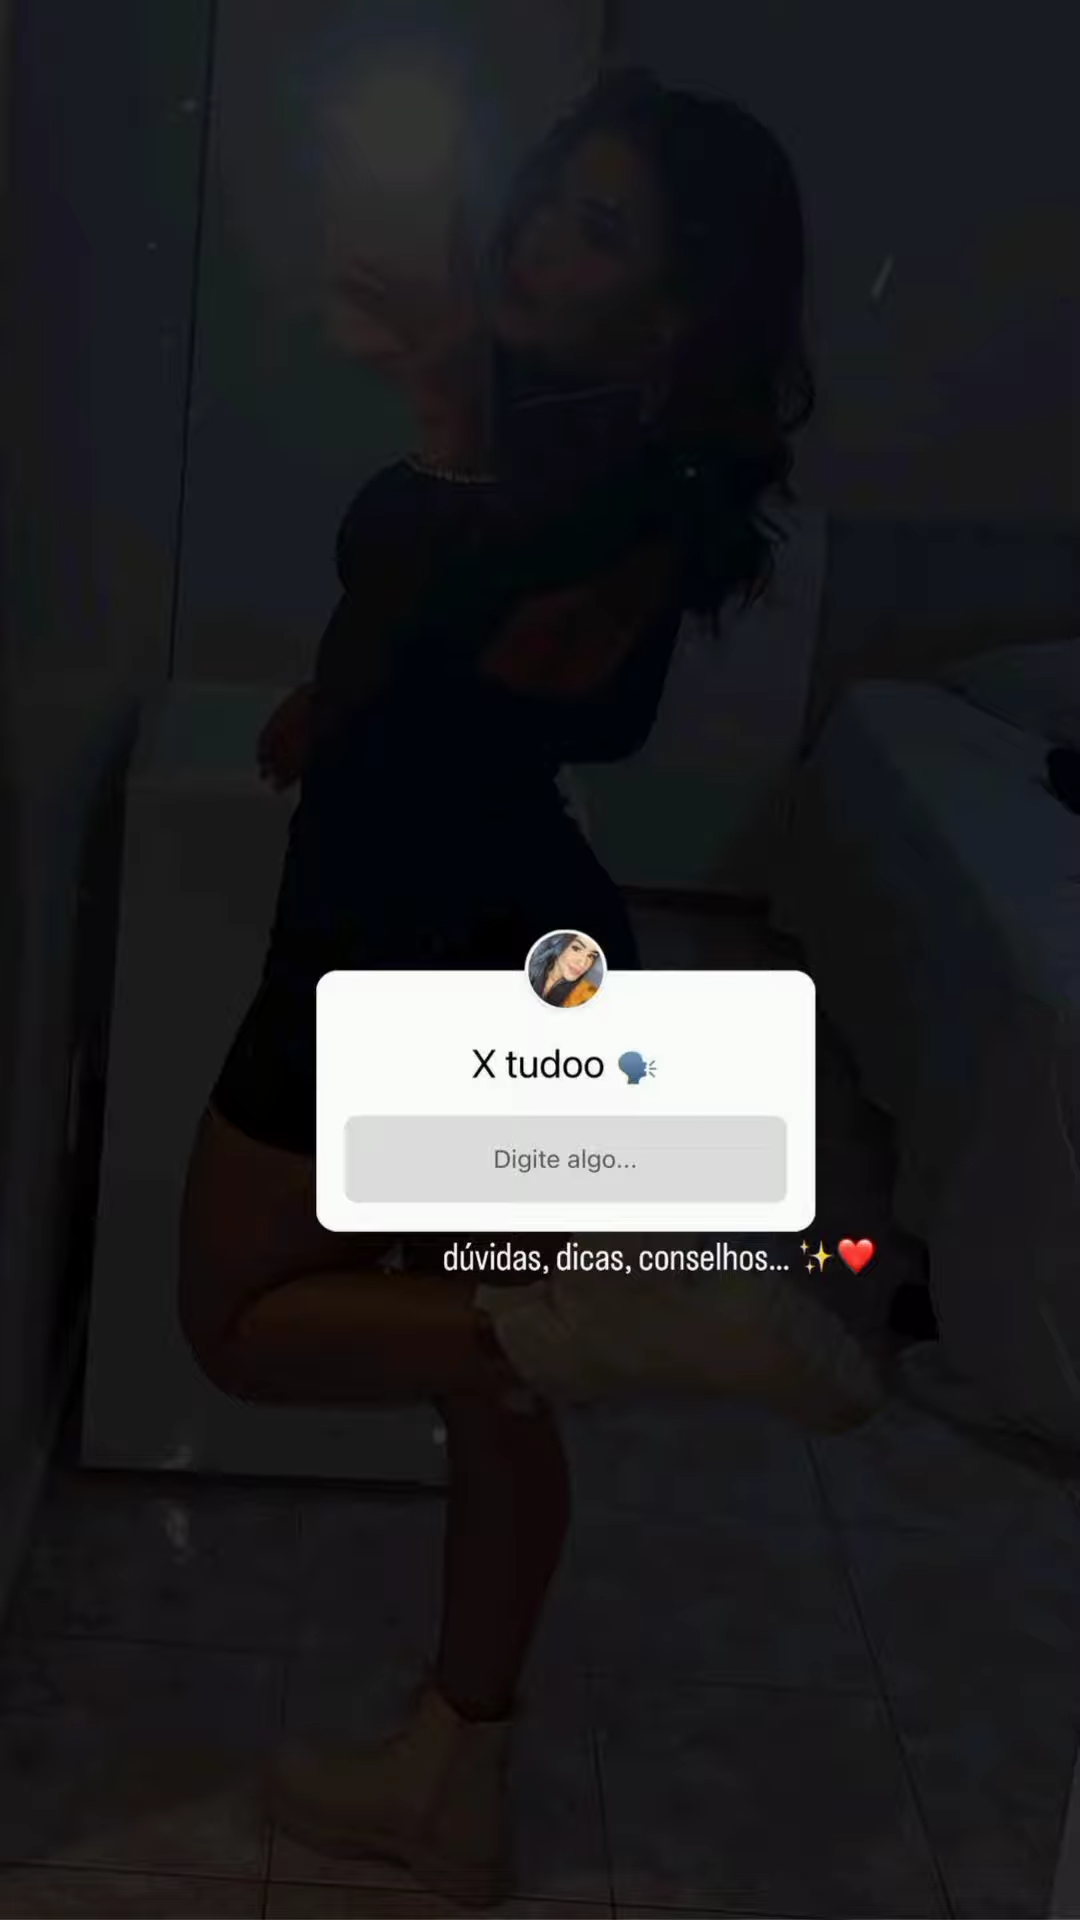 X tudoo 🗣️
Digite algo...
dúvidas, dicas, conselhos... ✨❤️